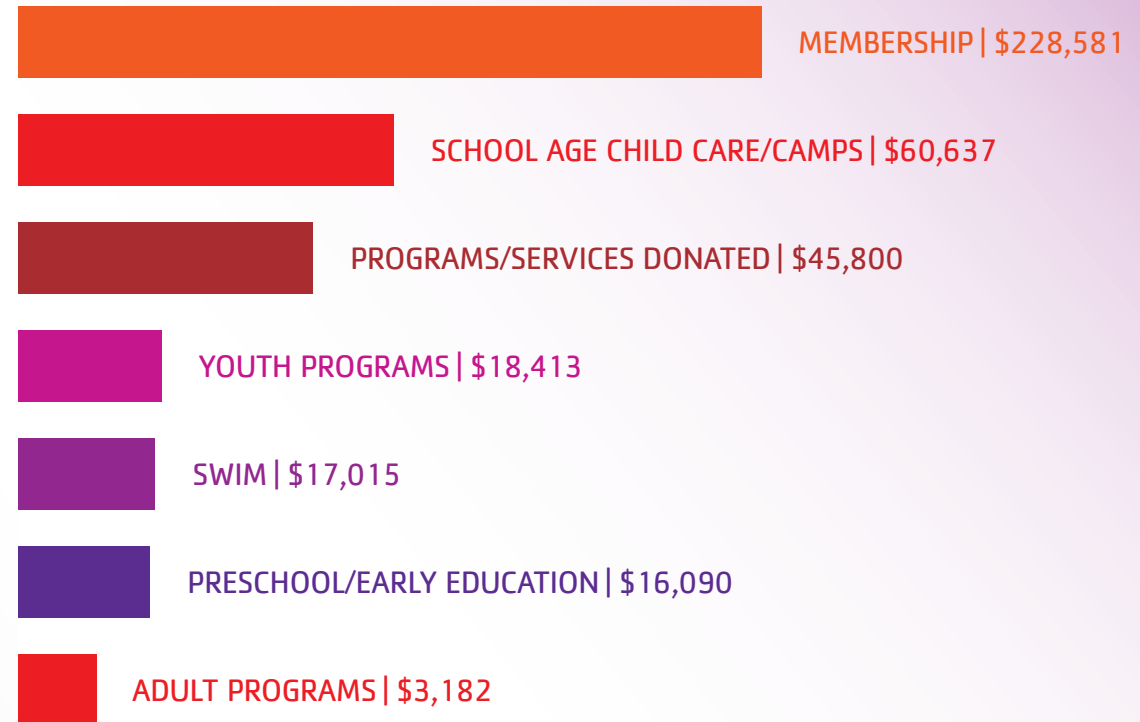 MEMBERSHIP | $228,581
SCHOOL AGE CHILD CARE/CAMPS | $60,637
PROGRAMS/SERVICES DONATED | $45,800
YOUTH PROGRAMS | $18,413
SWIM | $17,015
PRESCHOOL/EARLY EDUCATION | $16,090
ADULT PROGRAMS | $3,182